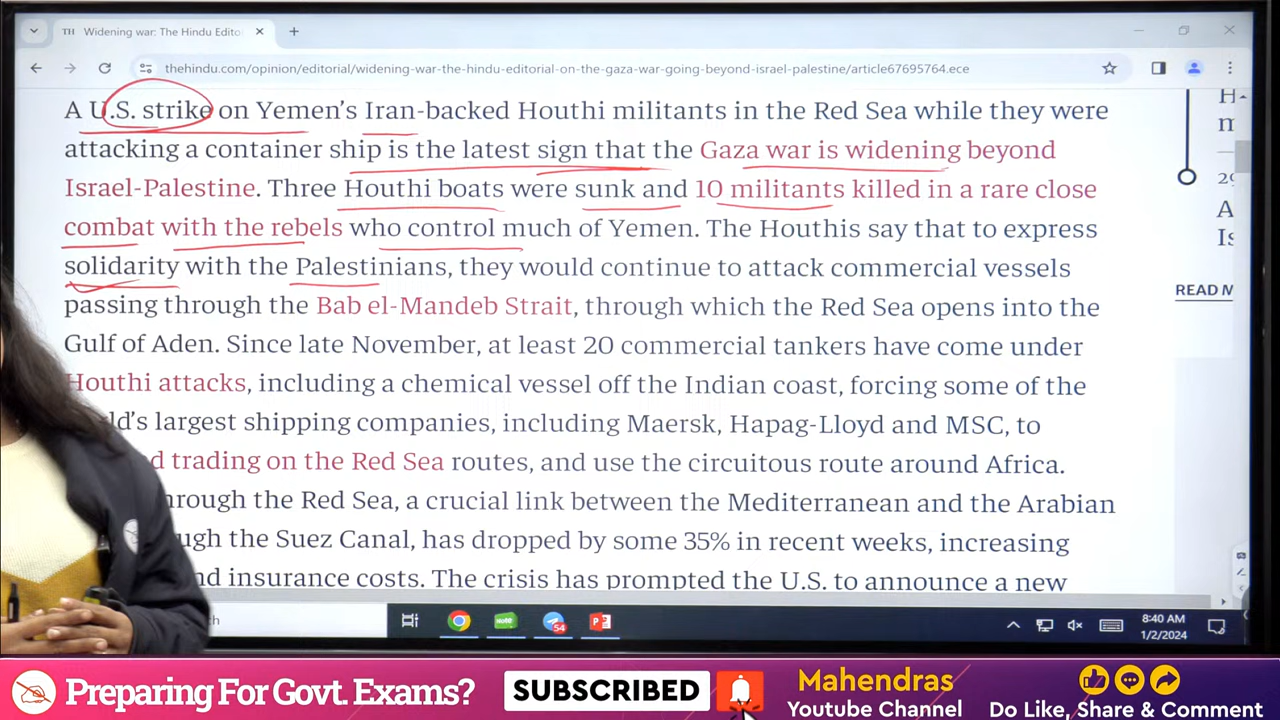 TH Widening war: The Hindu Edito
thehindu.com/opinion/editorial/widening-war-the-hindu-editorial-on-the-gaza-war-going-beyond-israel-palestine/article67695764.ece
A U.S. strike on Yemen's Iran-backed Houthi militants in the Red Sea while they were
attacking a container ship is the latest sign that the Gaza war is widening beyond
Israel-Palestine. Three Houthi boats were sunk and 10 militants killed in a rare close
combat with the rebels who control much of Yemen. The Houthis say that to express
solidarity with the Palestinians, they would continue to attack commercial vessels
passing through the Bab el-Mandeb Strait, through which the Red Sea opens into the
Gulf of Aden. Since late November, at least 20 commercial tankers have come under
Houthi attacks, including a chemical vessel off the Indian coast, forcing some of the
ld's largest shipping companies, including Maersk, Hapag-Lloyd and MSC, to
d trading on the Red Sea routes, and use the circuitous route around Africa.
hrough the Red Sea, a crucial link between the Mediterranean and the Arabian
ugh the Suez Canal, has dropped by some 35% in recent weeks, increasing
nd insurance costs. The crisis has prompted the U.S. to announce a new
H
m
29
A
Is
READ M
ch
note
54
8:40 AM
1/2/2024
Preparing For Govt. Exams?
SUBSCRIBED
Mahendras
Youtube Channel
Do Like, Share & Comment